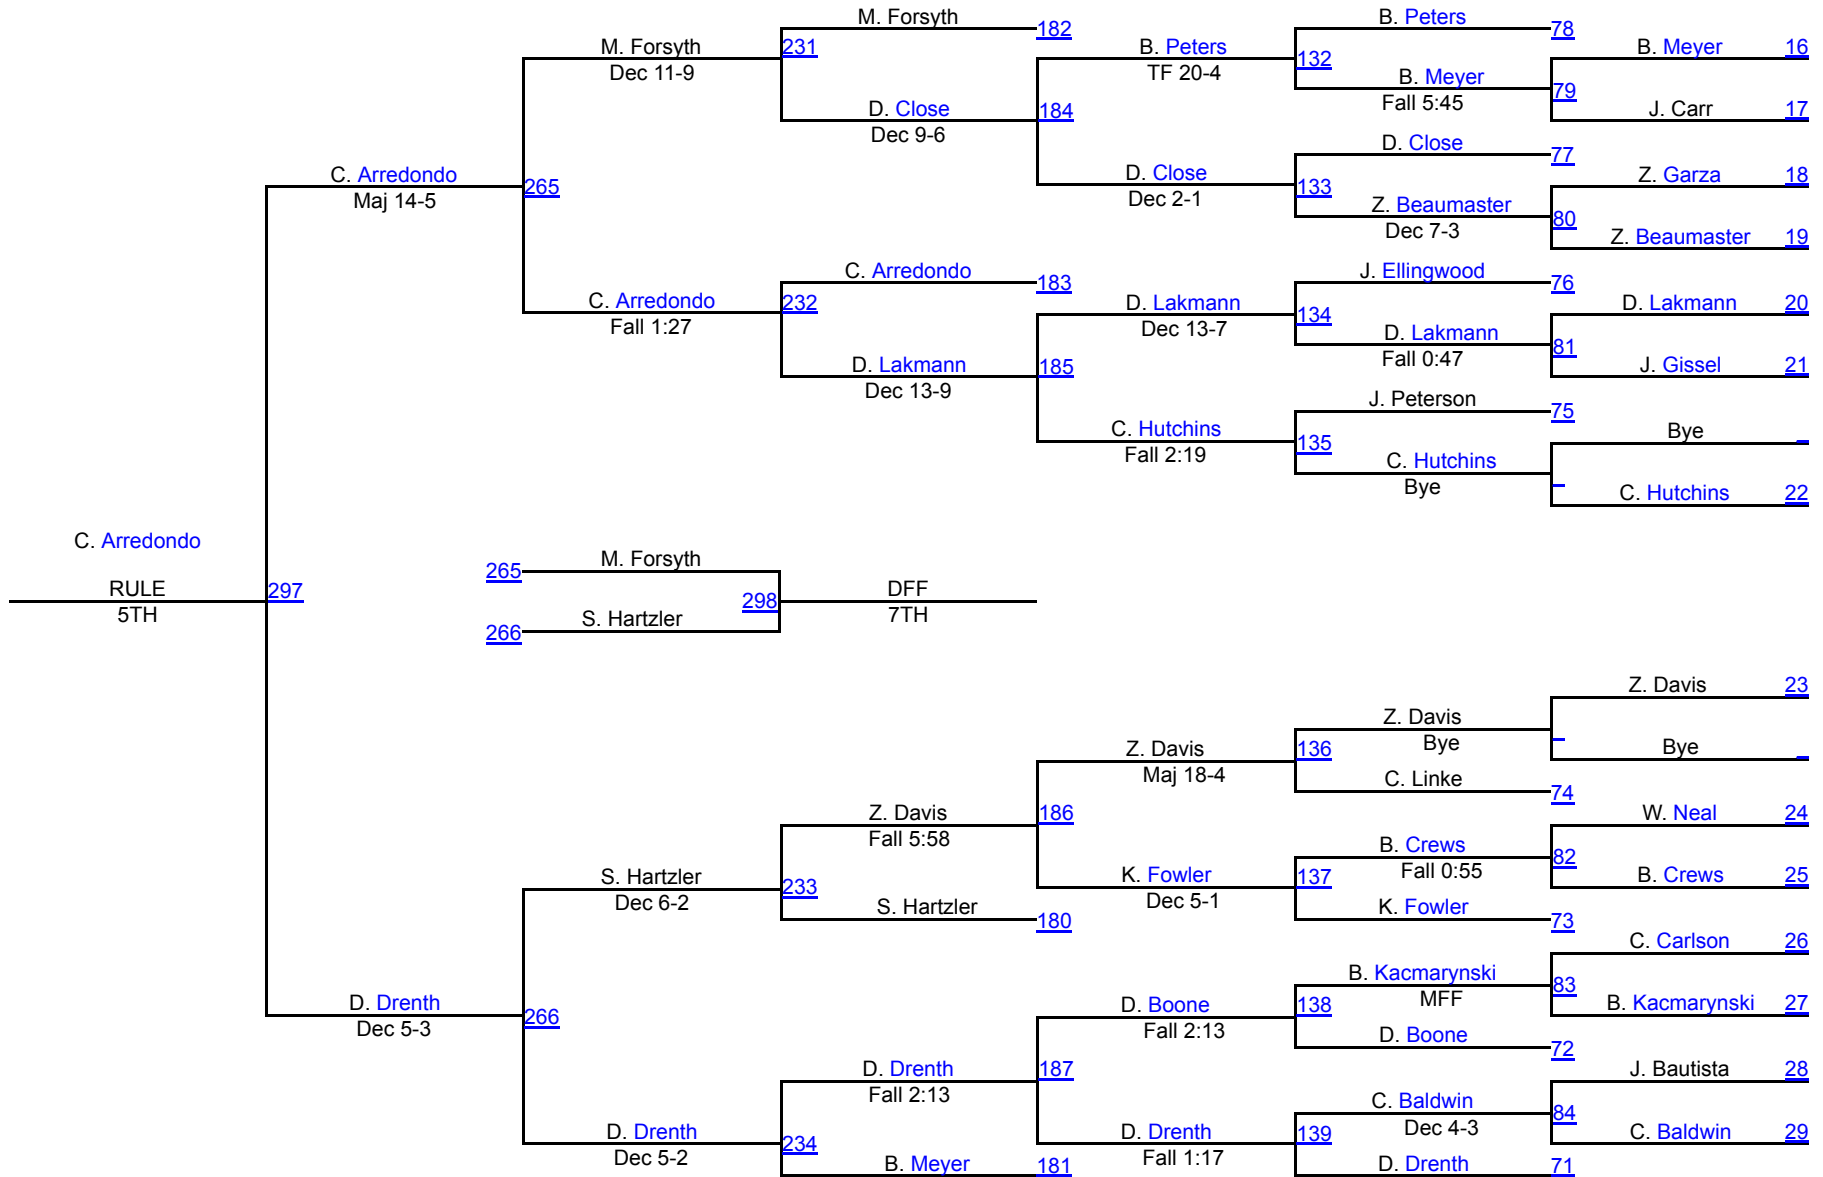 M. Forsyth
182
B. Peters
78
M. Forsyth
231
Dec 11-9
B. Peters
TF 20-4
132
B. Meyer
16
B. Meyer
Fall 5:45
79
J. Carr
17
D. Close
Dec 9-6
184
D. Close
77
C. Arredondo
Maj 14-5
265
D. Close
Dec 2-1
133
Z. Garza
18
Z. Beaumaster
Dec 7-3
80
Z. Beaumaster
19
C. Arredondo
183
J. Ellingwood
76
C. Arredondo
Fall 1:27
232
D. Lakmann
Dec 13-7
134
D. Lakmann
20
D. Lakmann
Fall 0:47
81
J. Gissel
21
D. Lakmann
Dec 13-9
185
J. Peterson
75
C. Hutchins
Fall 2:19
135
Bye
C. Hutchins
Bye
C. Hutchins
22
C. Arredondo
RULE
5TH
297
265
M. Forsyth
298
DFF
7TH
266
S. Hartzler
Z. Davis
23
Z. Davis
Bye
Bye
Z. Davis
Maj 18-4
136
C. Linke
74
Z. Davis
Fall 5:58
186
W. Neal
24
B. Crews
Fall 0:55
82
B. Crews
25
S. Hartzler
Dec 6-2
233
K. Fowler
Dec 5-1
137
S. Hartzler
180
K. Fowler
73
C. Carlson
26
B. Kacmarynski
MFF
83
B. Kacmarynski
27
D. Drenth
Dec 5-3
266
D. Boone
Fall 2:13
138
D. Boone
72
D. Drenth
Fall 2:13
187
J. Bautista
28
C. Baldwin
Dec 4-3
84
C. Baldwin
29
D. Drenth
Dec 5-2
234
D. Drenth
Fall 1:17
139
B. Meyer
181
D. Drenth
71